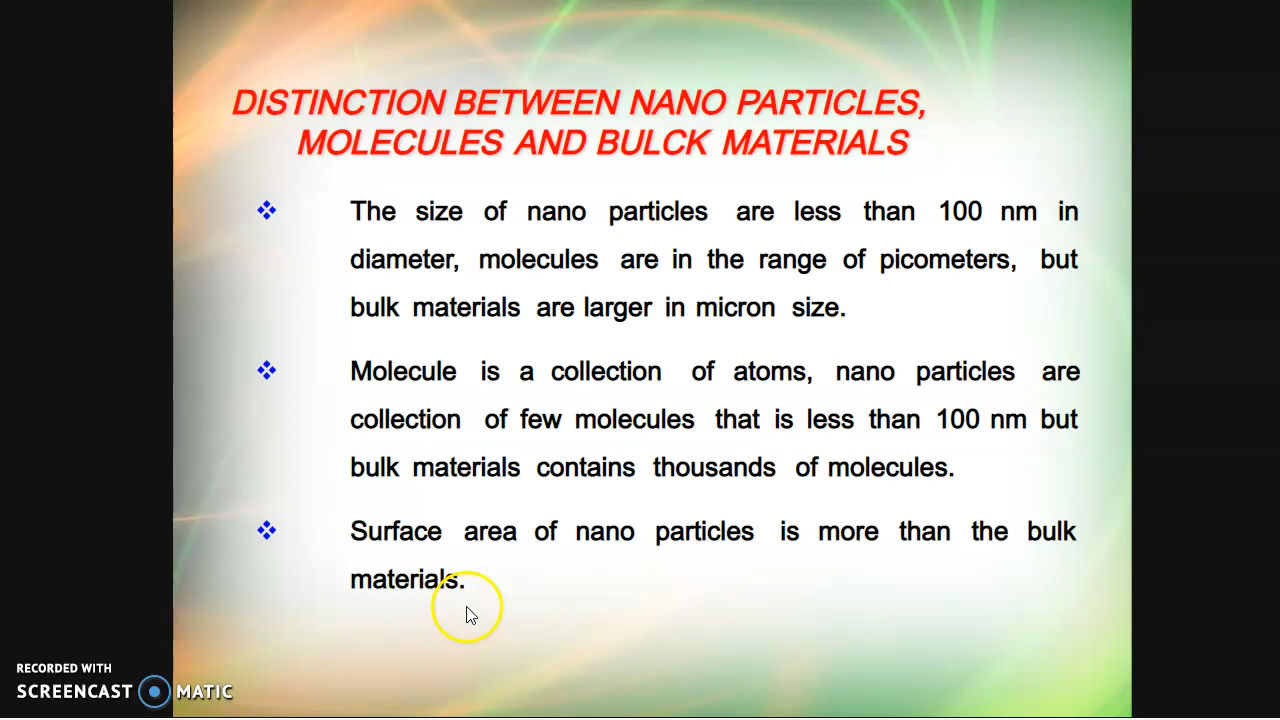 DISTINCTION BETWEEN NANO PARTICLES,
MOLECULES AND BULCK MATERIALS
The size of nano particles are less than 100 nm in
diameter, molecules are in the range of picometers, but
bulk materials are larger in micron size.
Molecule is a collection of atoms, nano particles are
collection of few molecules that is less than 100 nm but
bulk materials contains thousands of molecules.
Surface area of nano particles is more than the bulk
materials.
RECORDED WITH
SCREENCAST MATIC